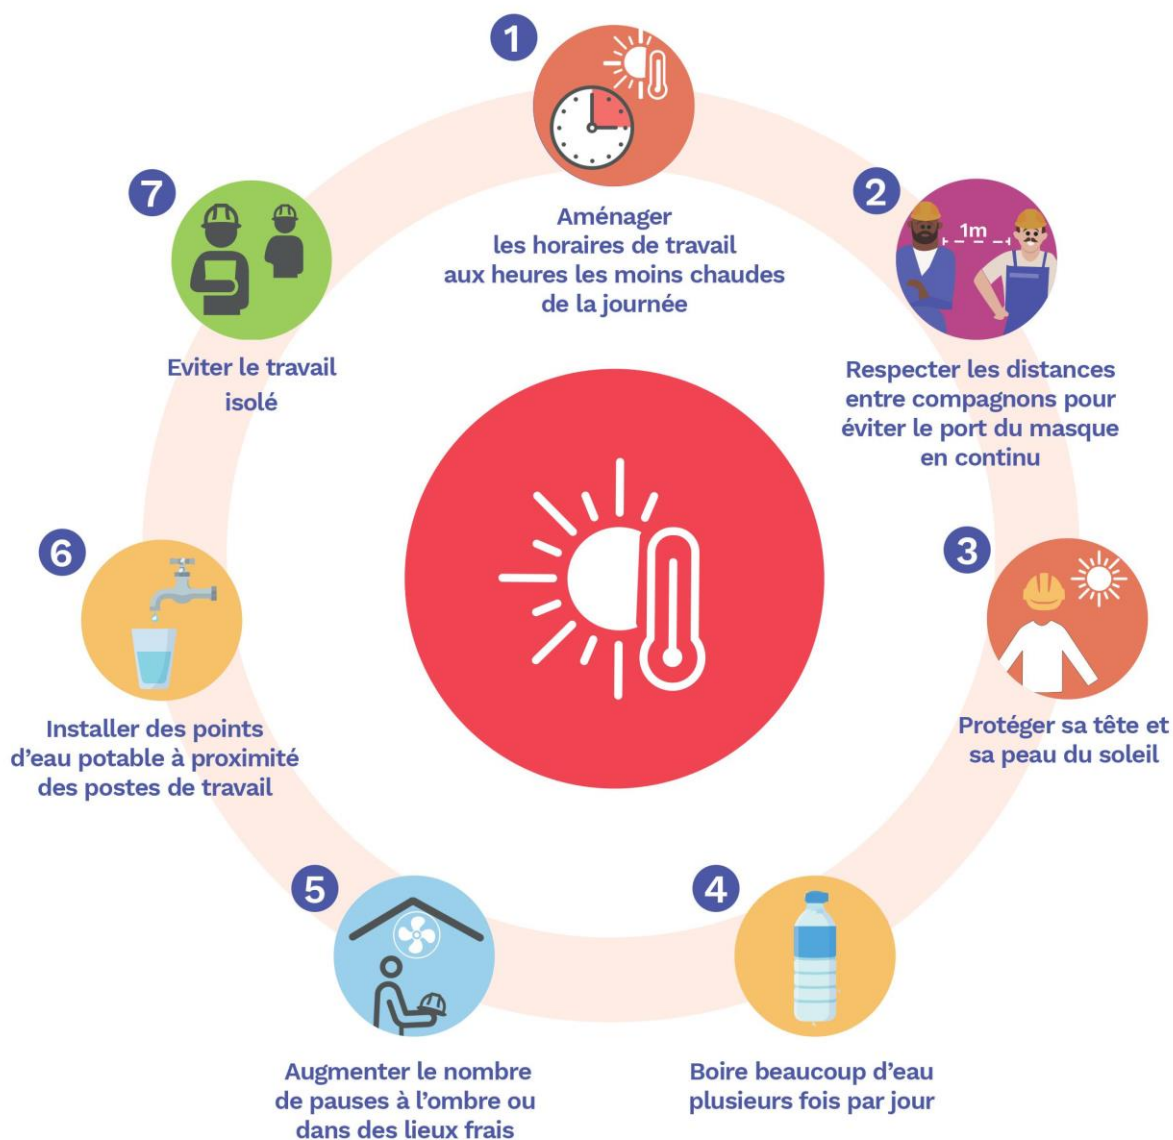 1
Aménager
les horaires de travail
aux heures les moins chaudes
de la journée
2
1m
Respecter les distances
entre compagnons pour
éviter le port du masque
en continu
3
Protéger sa tête et
sa peau du soleil
4
Boire beaucoup d'eau
plusieurs fois par jour
5
Augmenter le nombre
de pauses à l'ombre ou
dans des lieux frais
6
Installer des points
d'eau potable à proximité
des postes de travail
7
Eviter le travail
isolé